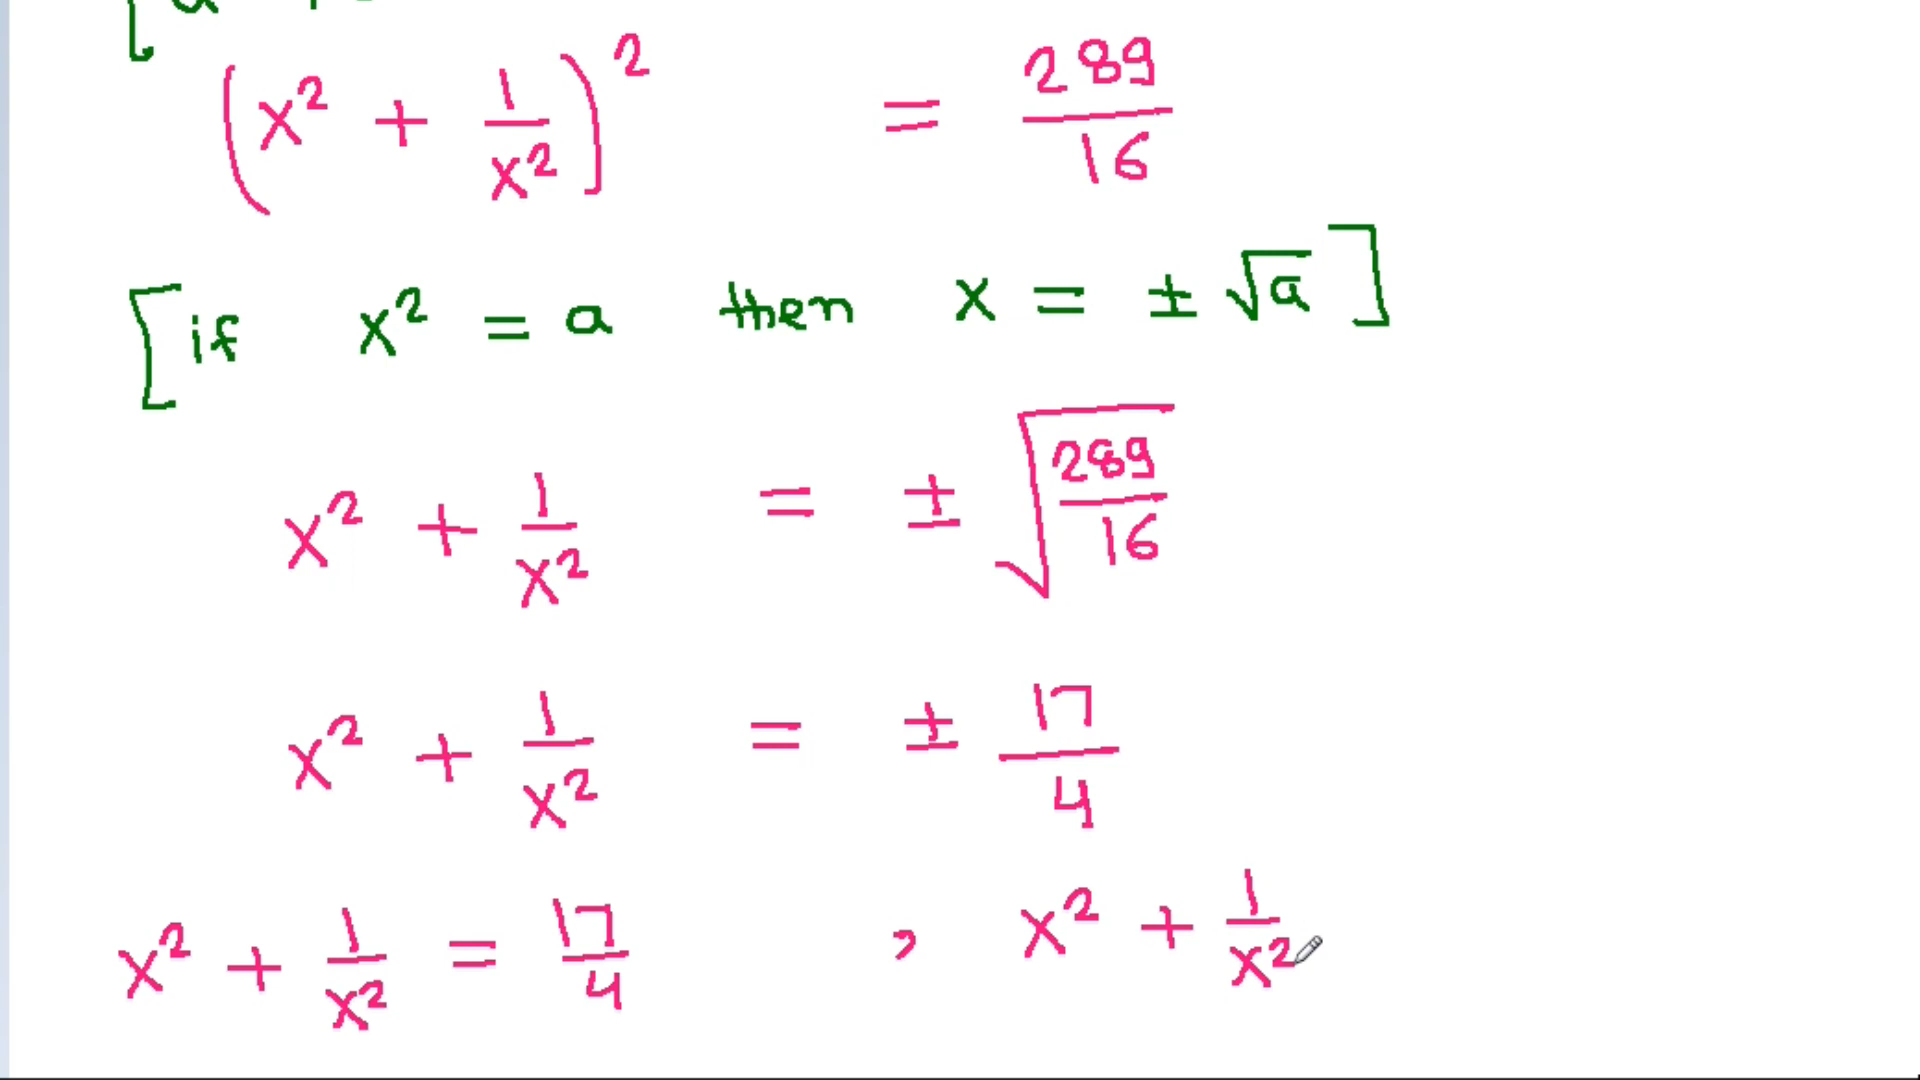 (x² + 1/x²)² = 289/16
[if x² = a then x = ± √a]
x² + 1/x² = ± √(289/16)
x² + 1/x² = ± 17/4
x² + 1/x² = 17/4 , x² + 1/x²